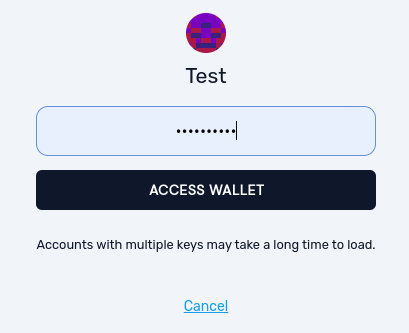 Test
••••••••••
ACCESS WALLET
Accounts with multiple keys may take a long time to load.
Cancel